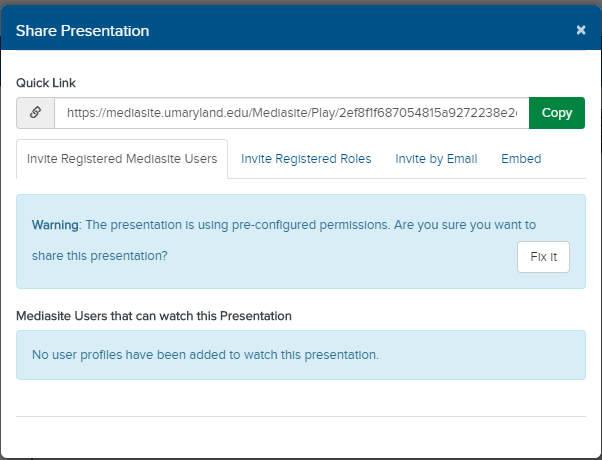 Share Presentation
×
Quick Link
https://mediasite.umaryland.edu/Mediasite/Play/2ef8f1f687054815a9272238e2
Copy
Invite Registered Mediasite Users Invite Registered Roles Invite by Email Embed
Warning: The presentation is using pre-configured permissions. Are you sure you want to
share this presentation?
Fix it
Mediasite Users that can watch this Presentation
No user profiles have been added to watch this presentation.